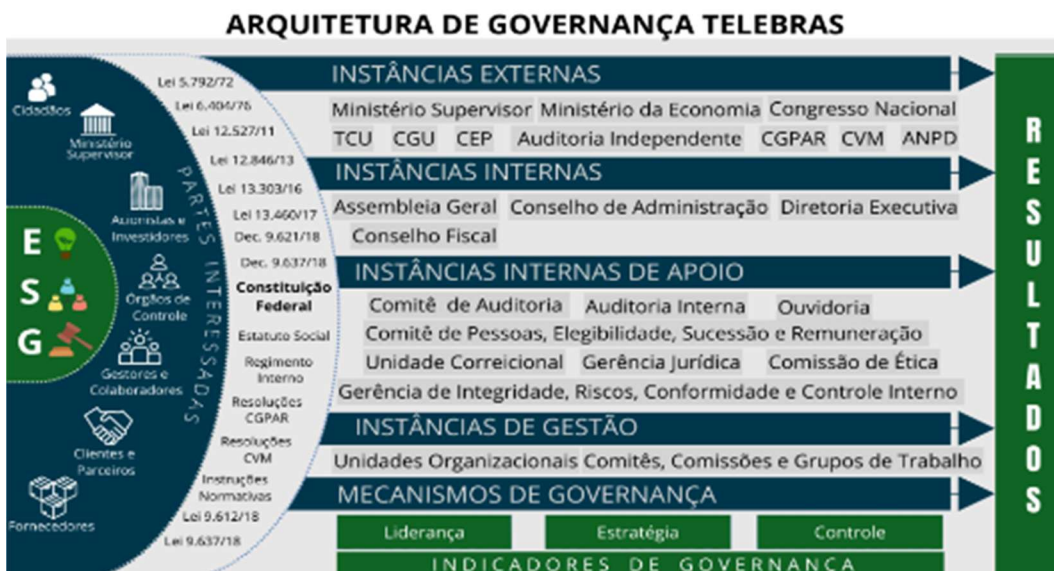 ARQUITETURA DE GOVERNANÇA TELEBRAS
E
S
G
Cidadãos
Ministério
Supervisor
Acionistas e
Investidores
Órgãos de
Controle
Gestores e
Colaboradores
Clientes e
Parceiros
Fornecedores
PARTES INTERESSADAS
Lei 5.792/72
Lei 6.404/76
Lei 12.527/11
Lei 12.846/13
Lei 13.303/16
Lei 13.460/17
Dec. 9.621/18
Dec. 9.637/18
Constituição
Federal
Estatuto Social
Regimento
Interno
Resoluções
CGPAR
Resoluções
CVM
Instruções
Normativas
Lei 9.612/18
Lei 9.637/18
INSTÂNCIAS EXTERNAS
Ministério Supervisor Ministério da Economia Congresso Nacional
TCU CGU CEP Auditoria Independente CGPAR CVM ANPD
INSTÂNCIAS INTERNAS
Assembleia Geral Conselho de Administração Diretoria Executiva
Conselho Fiscal
INSTÂNCIAS INTERNAS DE APOIO
Comitê de Auditoria Auditoria Interna Ouvidoria
Comitê de Pessoas, Elegibilidade, Sucessão e Remuneração
Unidade Correicional Gerência Jurídica Comissão de Ética
Gerência de Integridade, Riscos, Conformidade e Controle Interno
INSTÂNCIAS DE GESTÃO
Unidades Organizacionais Comitês, Comissões e Grupos de Trabalho
MECANISMOS DE GOVERNANÇA
Liderança Estratégia Controle
INDICADORES DE GOVERNANÇA
RESULTADOS